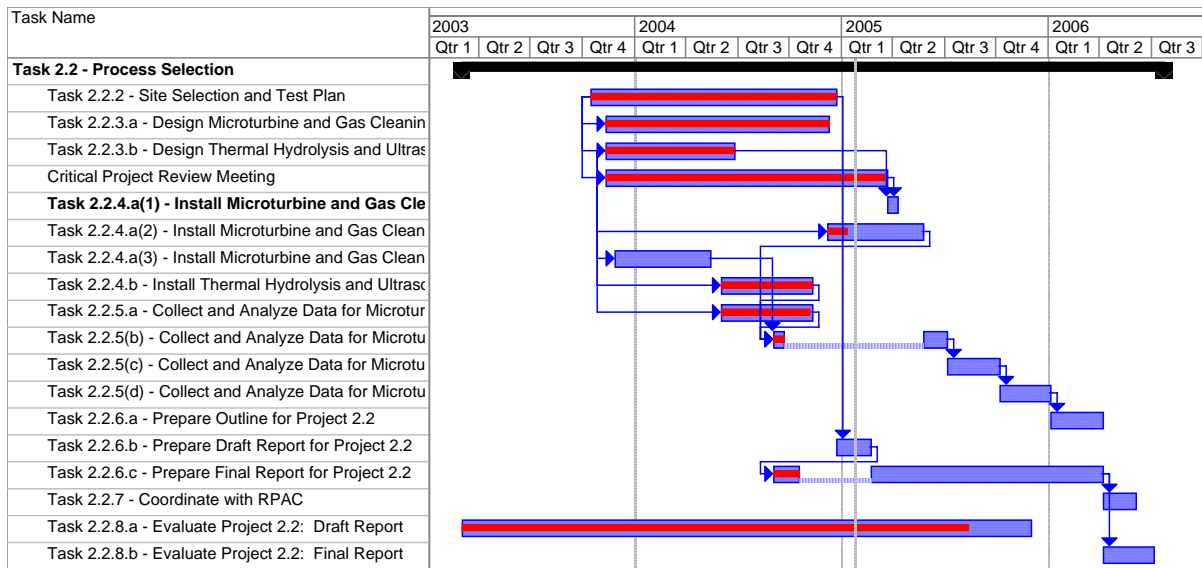 Task Name
2003 2004 2005 2006
Qtr 1 Qtr 2 Qtr 3 Qtr 4 Qtr 1 Qtr 2 Qtr 3 Qtr 4 Qtr 1 Qtr 2 Qtr 3 Qtr 4 Qtr 1 Qtr 2 Qtr 3
Task 2.2 - Process Selection
Task 2.2.2 - Site Selection and Test Plan
Task 2.2.3.a - Design Microturbine and Gas Cleanin
Task 2.2.3.b - Design Thermal Hydrolysis and Ultras
Critical Project Review Meeting
Task 2.2.4.a(1) - Install Microturbine and Gas Cle
Task 2.2.4.a(2) - Install Microturbine and Gas Clean
Task 2.2.4.a(3) - Install Microturbine and Gas Clean
Task 2.2.4.b - Install Thermal Hydrolysis and Ultraso
Task 2.2.5.a - Collect and Analyze Data for Microtur
Task 2.2.5(b) - Collect and Analyze Data for Microtu
Task 2.2.5(c) - Collect and Analyze Data for Microtu
Task 2.2.5(d) - Collect and Analyze Data for Microtu
Task 2.2.6.a - Prepare Outline for Project 2.2
Task 2.2.6.b - Prepare Draft Report for Project 2.2
Task 2.2.6.c - Prepare Final Report for Project 2.2
Task 2.2.7 - Coordinate with RPAC
Task 2.2.8.a - Evaluate Project 2.2:  Draft Report
Task 2.2.8.b - Evaluate Project 2.2:  Final Report